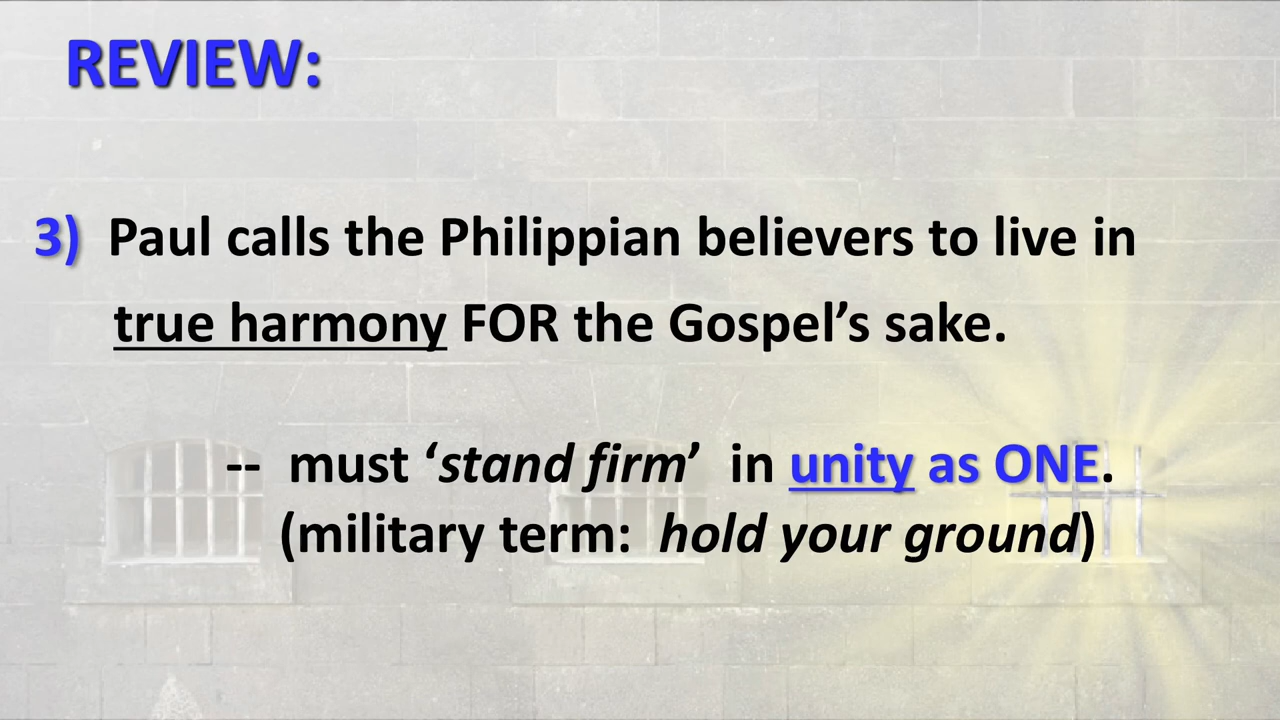 REVIEW:
3) Paul calls the Philippian believers to live in
true harmony FOR the Gospel’s sake.
-- must ‘stand firm’ in unity as ONE.
(military term: hold your ground)